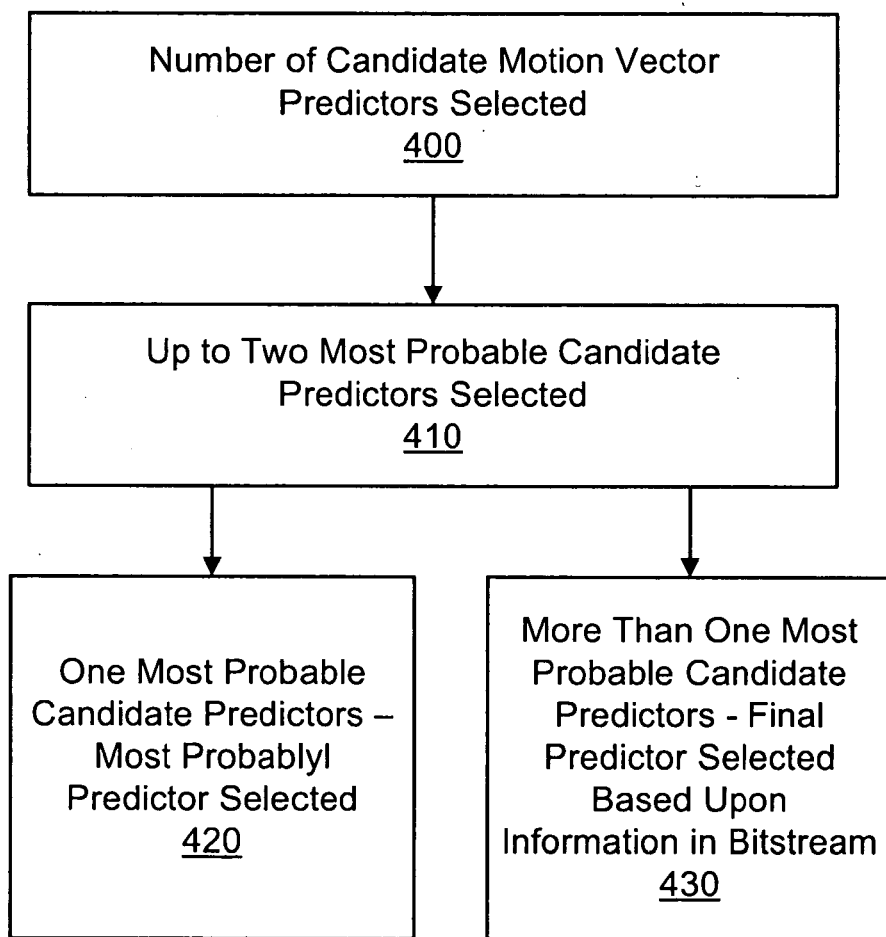 Number of Candidate Motion Vector
Predictors Selected
400
Up to Two Most Probable Candidate
Predictors Selected
410
One Most Probable
Candidate Predictors –
Most Probablyl
Predictor Selected
420
More Than One Most
Probable Candidate
Predictors - Final
Predictor Selected
Based Upon
Information in Bitstream
430